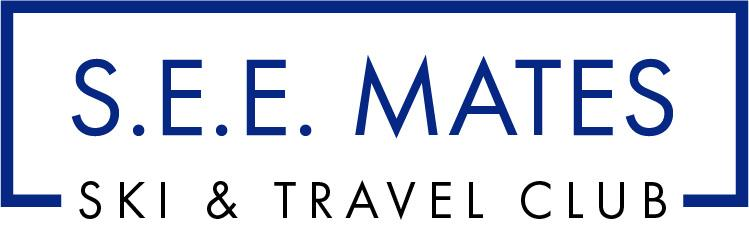 S.E.E. MATES
SKI & TRAVEL CLUB